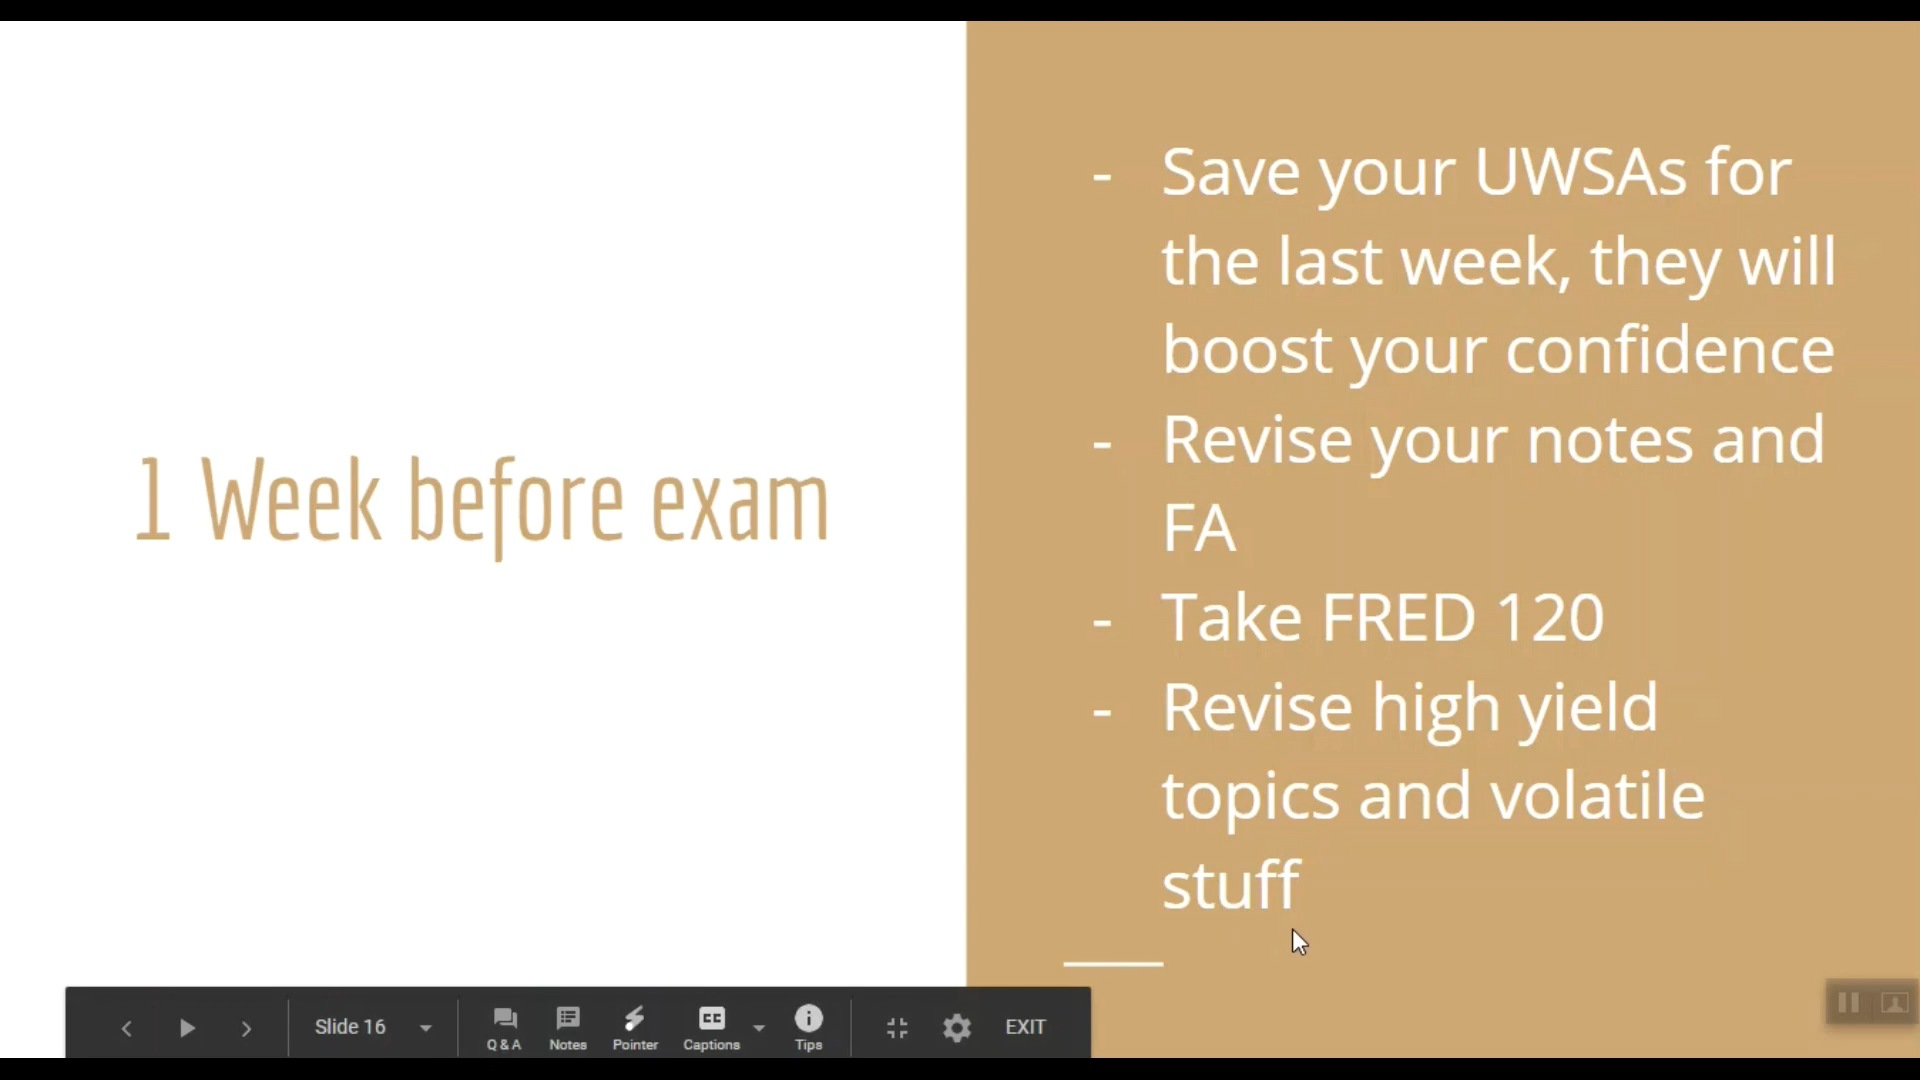 1 Week before exam
- Save your UWSAs for
the last week, they will
boost your confidence
- Revise your notes and
FA
- Take FRED 120
- Revise high yield
topics and volatile
stuff
Slide 16
Q & A
Notes
Pointer
CC
Captions
Tips
EXIT